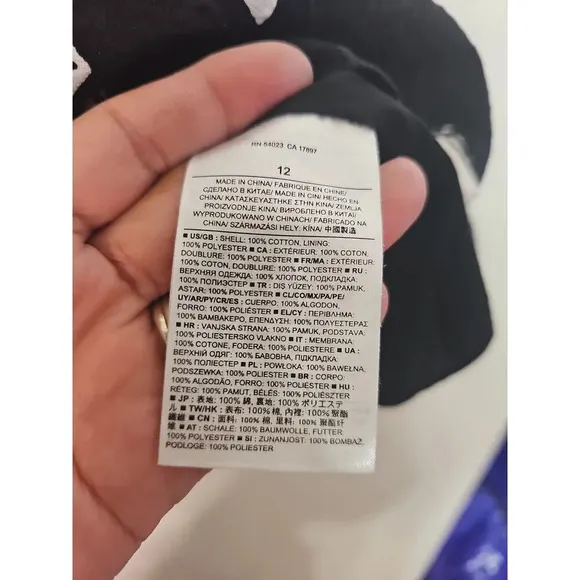 RN 54023 CA 17897
12
MADE IN CHINA/ FABRIQUE EN CHINE/
СДЕЛАНО В КИТАЕ/ MADE IN CIN/ HECHO EN
CHINA/ ΚΑΤΑΣΚΕΥΑΣΤΗΚΕ ΣΤΗΝ ΚΙΝΑ/ ZEMLJA
PROIZVODNJE KINA/ ВИРОБЛЕНО В КИТАЇ/
WYPRODUKOWANO W CHINACH/ FABRICADO NA
CHINA/ SZÁRMAZÁSI HELY: KÍNA/ 中國製造
■ US/GB : SHELL: 100% COTTON, LINING:
100% POLYESTER ■ CA : EXTÉRIEUR: 100% COTON,
DOUBLURE: 100% POLYESTER ■ FR/MA : EXTÉRIEUR:
100% COTON, DOUBLURE: 100% POLYESTER ■ RU :
ВЕРХНЯЯ ОДЕЖДА: 100% ХЛОПОК, ПОДКЛАДКА:
100% ПОЛИЭСТЕР ■ TR : DIŞ YÜZEY: 100% PAMUK,
ASTAR: 100% POLYESTER ■ CL/CO/MX/PA/PE/
UY/AR/PY/CR/ES : CUERPO: 100% ALGODÓN,
FORRO: 100% POLIÉSTER ■ EL/CY : ΠΕΡΙΒΛΗΜΑ:
100% ΒΑΜΒΑΚΕΡΟ, ΕΠΕΝΔΥΣΗ: 100% ΠΟΛΥΕΣΤΕΡΑΣ
■ HR : VANJSKA STRANA: 100% PAMUK, PODSTAVA:
100% POLIESTERSKO VLAKNO ■ IT : MEMBRANA:
100% COTONE, FODERA: 100% POLIESTERE ■ UA :
ВЕРХНІЙ ОДЯГ: 100% БАВОВНА, ПІДКЛАДКА:
100% ПОЛІЕСТЕР ■ PL : POWŁOKA: 100% BAWEŁNA,
PODSZEWKA: 100% POLIESTER ■ BR : CORPO:
100% ALGODÃO, FORRO: 100% POLIESTER ■ HU :
RÉTEG: 100% PAMUT, BÉLÉS: 100% POLIÉSZTER
■ JP : 表地: 100% 綿, 裏地: 100% ポリエステ
ル ■ TW/HK : 表布: 100% 棉, 內裡: 100% 聚酯
纖維 ■ CN : 面料: 100% 棉, 里料: 100% 聚酯纤
维 ■ AT : SCHALE: 100% BAUMWOLLE, FUTTER:
100% POLYESTER ■ SI : ZUNANJOST: 100% BOMBAŽ,
PODLOGE: 100% POLIESTER